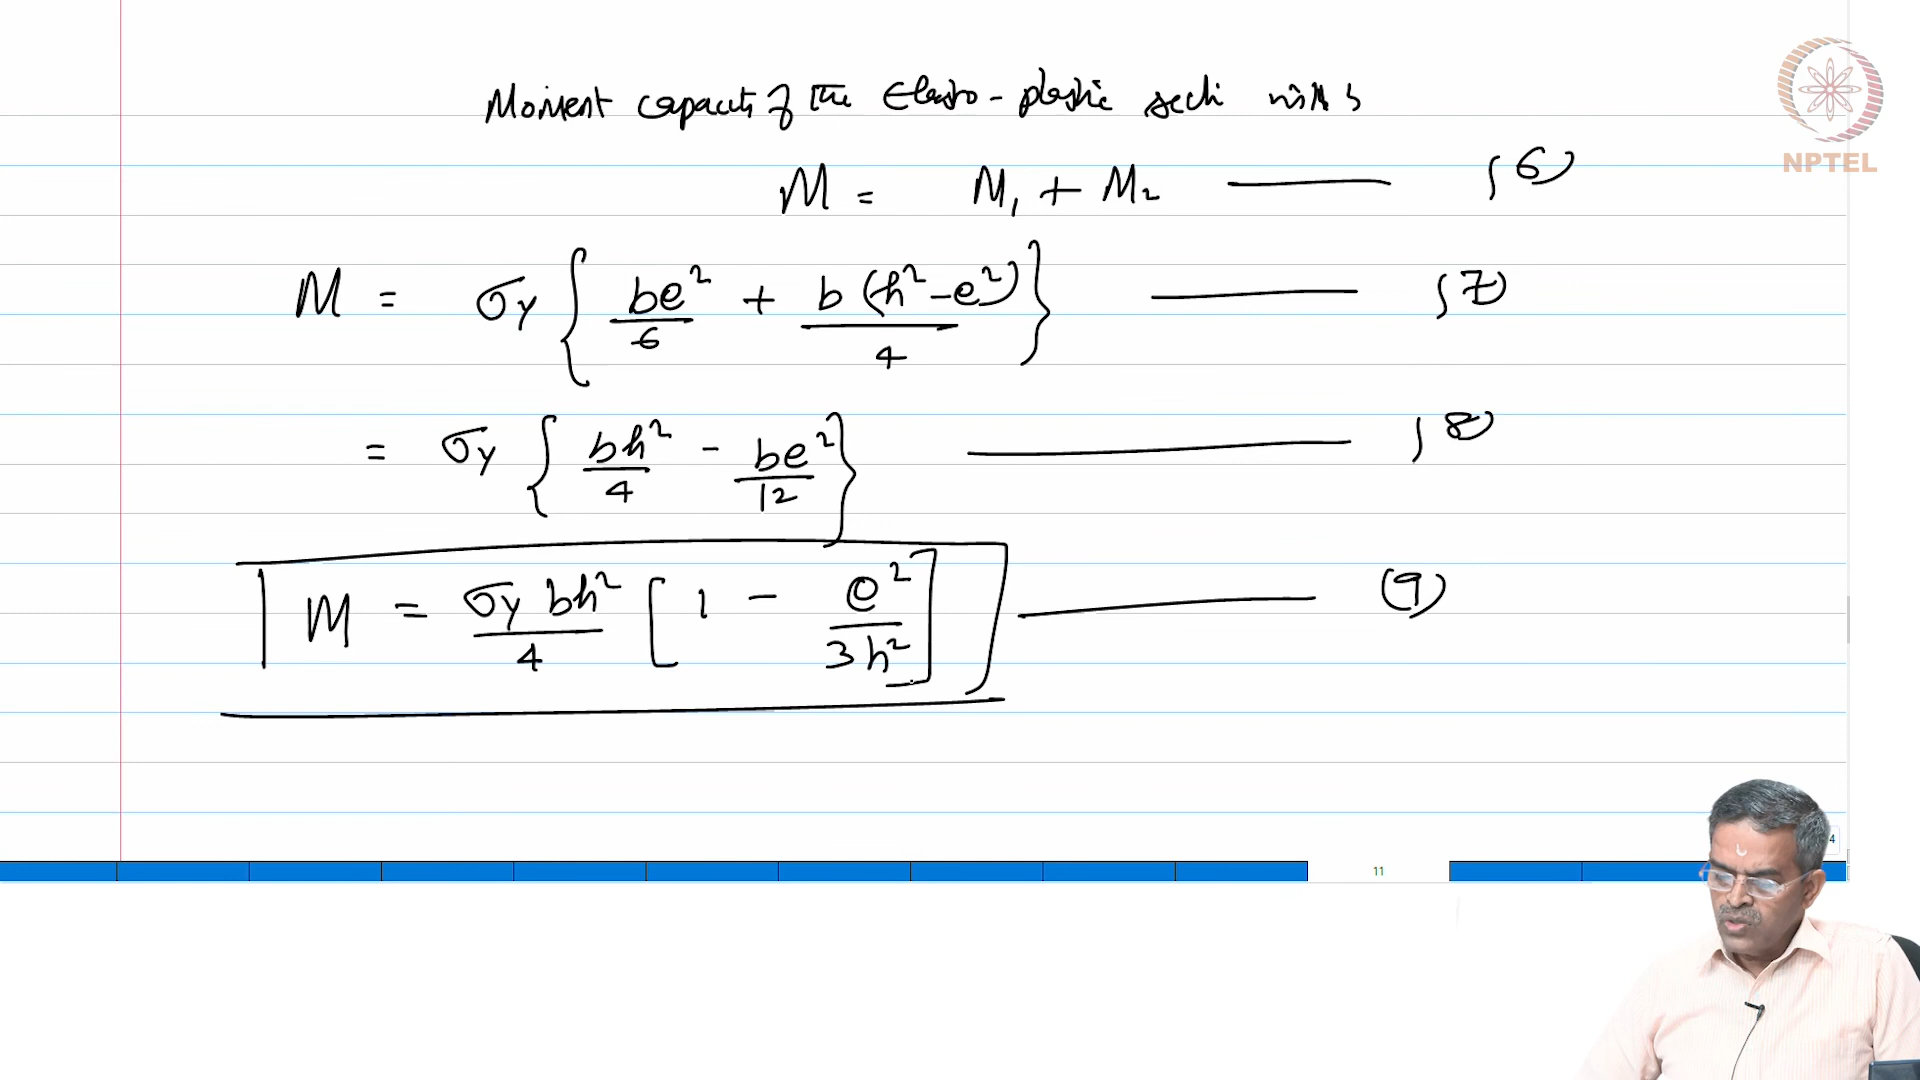 Moment capacity of the Elasto-plastic section will be
NPTEL
M = M₁ + M₂ ——— (6)
M = σy { be²/6 + b(h²-e²)/4 } ——— (7)
= σy { bh²/4 - be²/12 } ——— (8)
M = σy bh²/4 [ 1 - e²/3h² ] ——— (9)
4
11